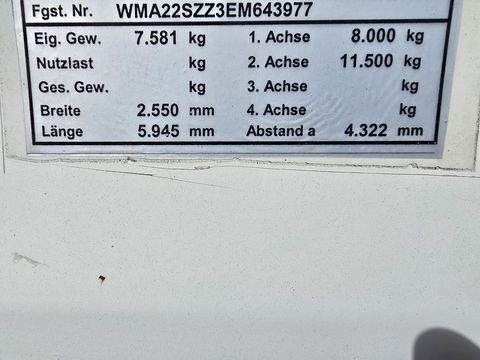 Fgst. Nr. WMA22SZZ3EM643977
Eig. Gew. 7.581 kg 1. Achse 8.000 kg
Nutzlast kg 2. Achse 11.500 kg
Ges. Gew. kg 3. Achse kg
Breite 2.550 mm 4. Achse kg
Länge 5.945 mm Abstand a 4.322 mm